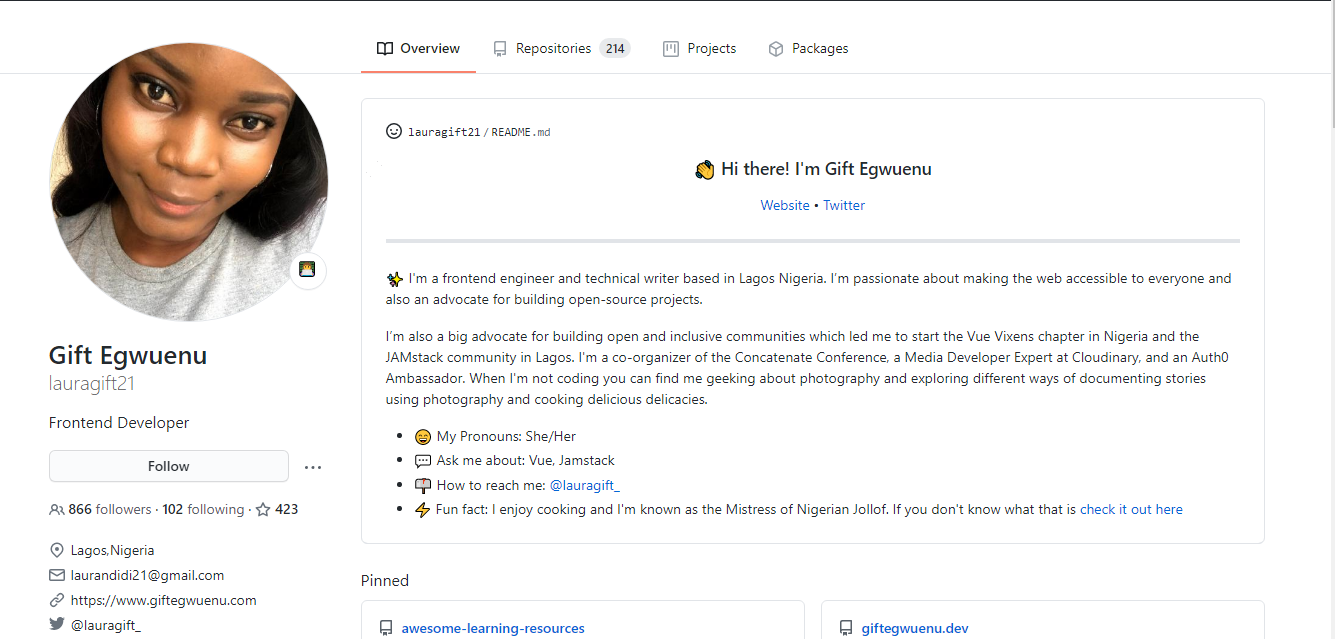 Overview
Repositories 214
Projects
Packages
lauragift21/README.md
👋 Hi there! I'm Gift Egwuenu
Website • Twitter
✨ I'm a frontend engineer and technical writer based in Lagos Nigeria. I'm passionate about making the web accessible to everyone and
also an advocate for building open-source projects.
I'm also a big advocate for building open and inclusive communities which led me to start the Vue Vixens chapter in Nigeria and the
JAMstack community in Lagos. I'm a co-organizer of the Concatenate Conference, a Media Developer Expert at Cloudinary, and an Auth0
Ambassador. When I'm not coding you can find me geeking about photography and exploring different ways of documenting stories
using photography and cooking delicious delicacies.
• 😄 My Pronouns: She/Her
• 💬 Ask me about: Vue, Jamstack
• 📫 How to reach me: @lauragift_
• ⚡ Fun fact: I enjoy cooking and I'm known as the Mistress of Nigerian Jollof. If you don't know what that is check it out here
Gift Egwuenu
lauragift21
Frontend Developer
Follow
866 followers · 102 following · 423
Lagos,Nigeria
laurandidi21@gmail.com
https://www.giftegwuenu.com
@lauragift_
Pinned
awesome-learning-resources
giftegwuenu.dev